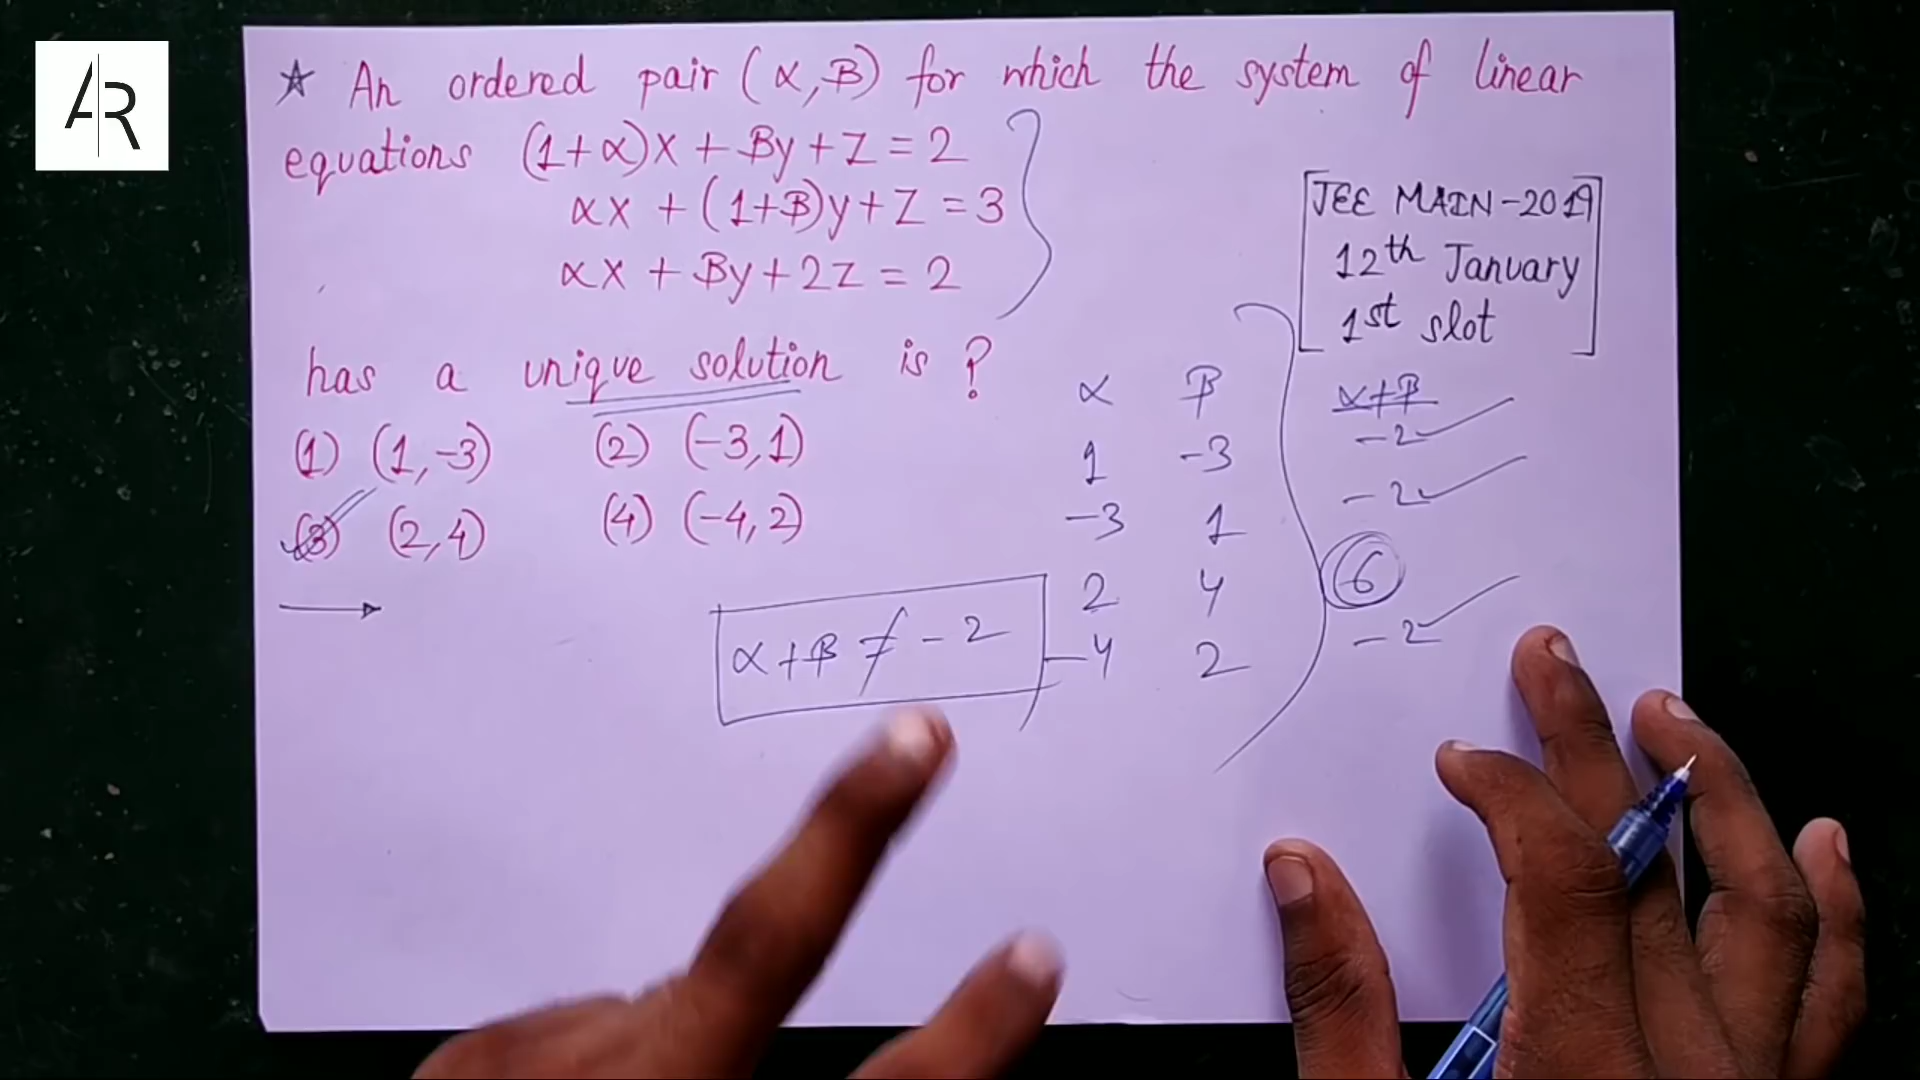 AR
☆ An ordered pair (α,β) for which the system of linear
equations (1+α)x + βy + z = 2
αx + (1+β)y + z = 3
αx + βy + 2z = 2
has a unique solution is ?
(1) (1,-3) (2) (-3,1)
(3) (2,4) (4) (-4,2)
→
α+β ≠ -2
[JEE MAIN-2019
12th January
1st slot]
α β α+β
1 -3 -2
-3 1 -2
2 4 6
-4 2 -2